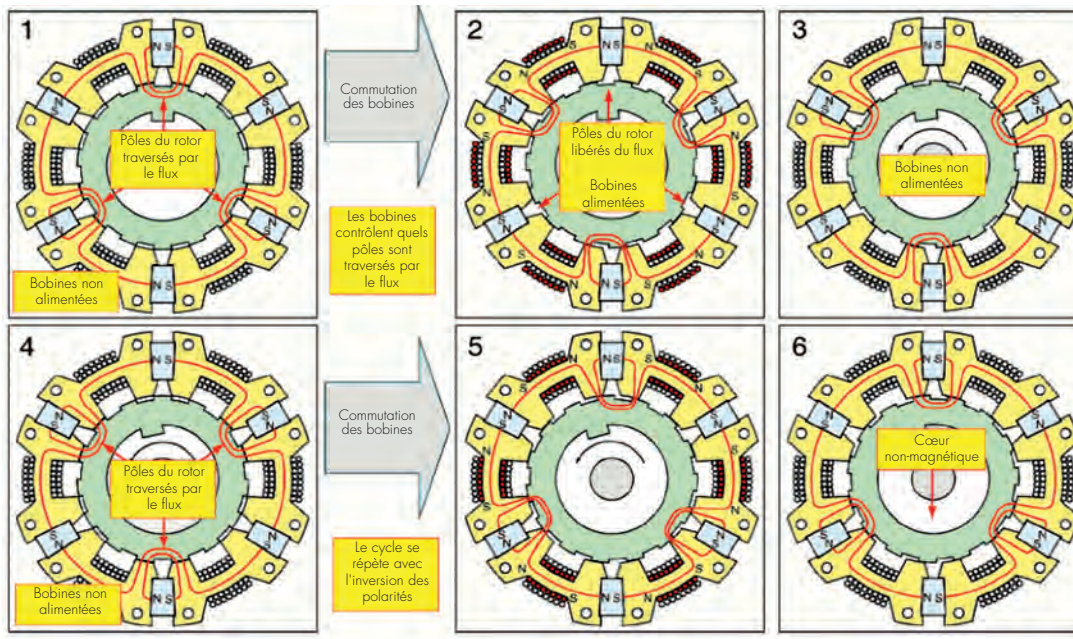 1
N S
S
N
N
S
N
S
S
N
N S
Pôles du rotor
traversés par
le flux
Bobines non
alimentées
Commutation
des bobines
Les bobines
contrôlent quels
pôles sont
traversés par
le flux
2
S
N S
N
N
S
Pôles du rotor
libérés du flux
Bobines
alimentées
N S
3
N S
Bobines non
alimentées
N S
4
N S
Pôles du rotor
traversés par
le flux
Bobines non
alimentées
N S
Commutation
des bobines
Le cycle se
répète avec
l'inversion des
polarités
5
N
N S
S
S
N
N S
6
N S
Cœur
non-magnétique
N S